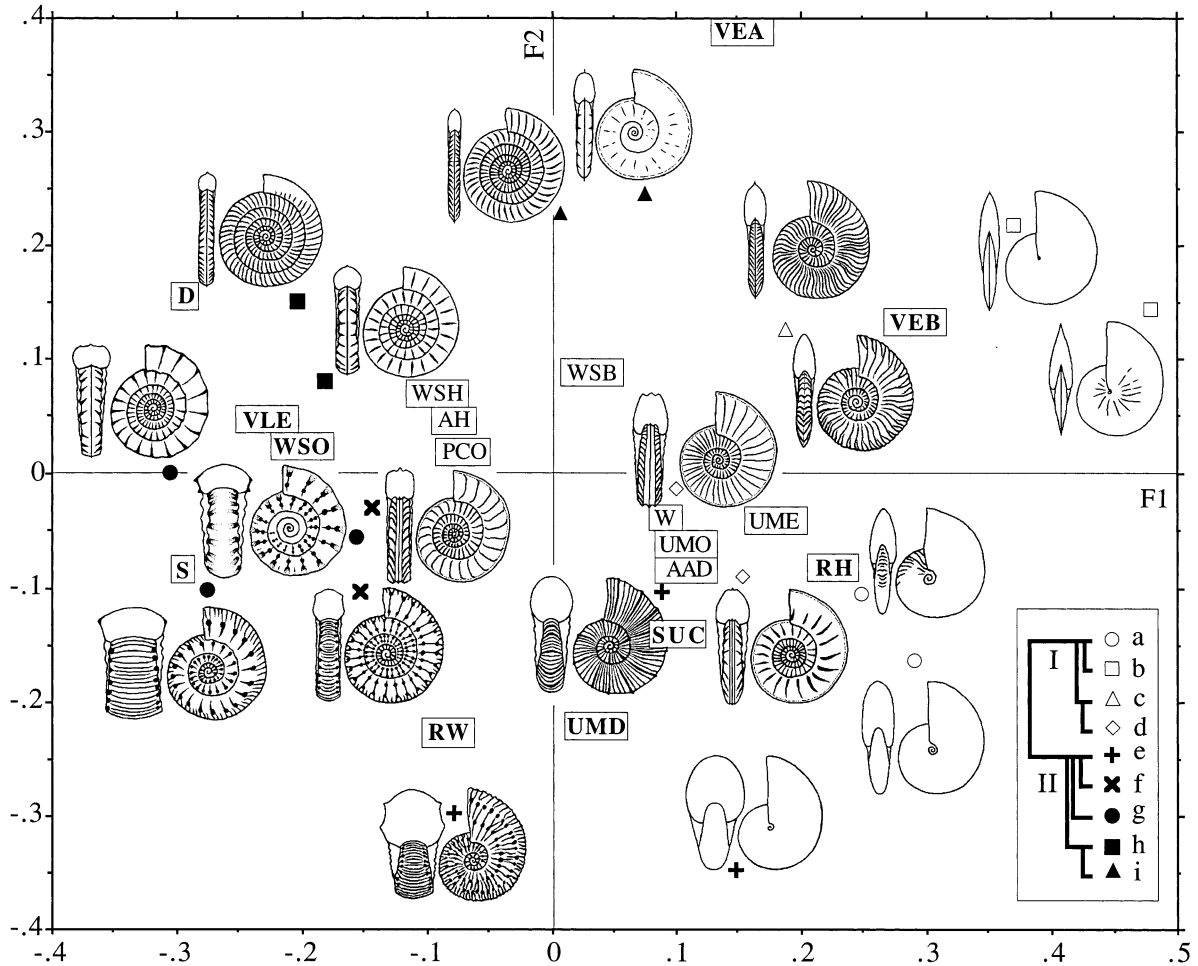 .4
F2
VEA
.3
.2
D
VEB
.1
WSB
WSH
AH
VLE
WSO
PCO
0
F1
W
UME
UMO
S
AAD
RH
-.1
SUC
I
a
b
c
d
-.2
RW
UMD
e
II
f
g
h
i
-.3
-.4
-.4 -.3 -.2 -.1 0 .1 .2 .3 .4 .5